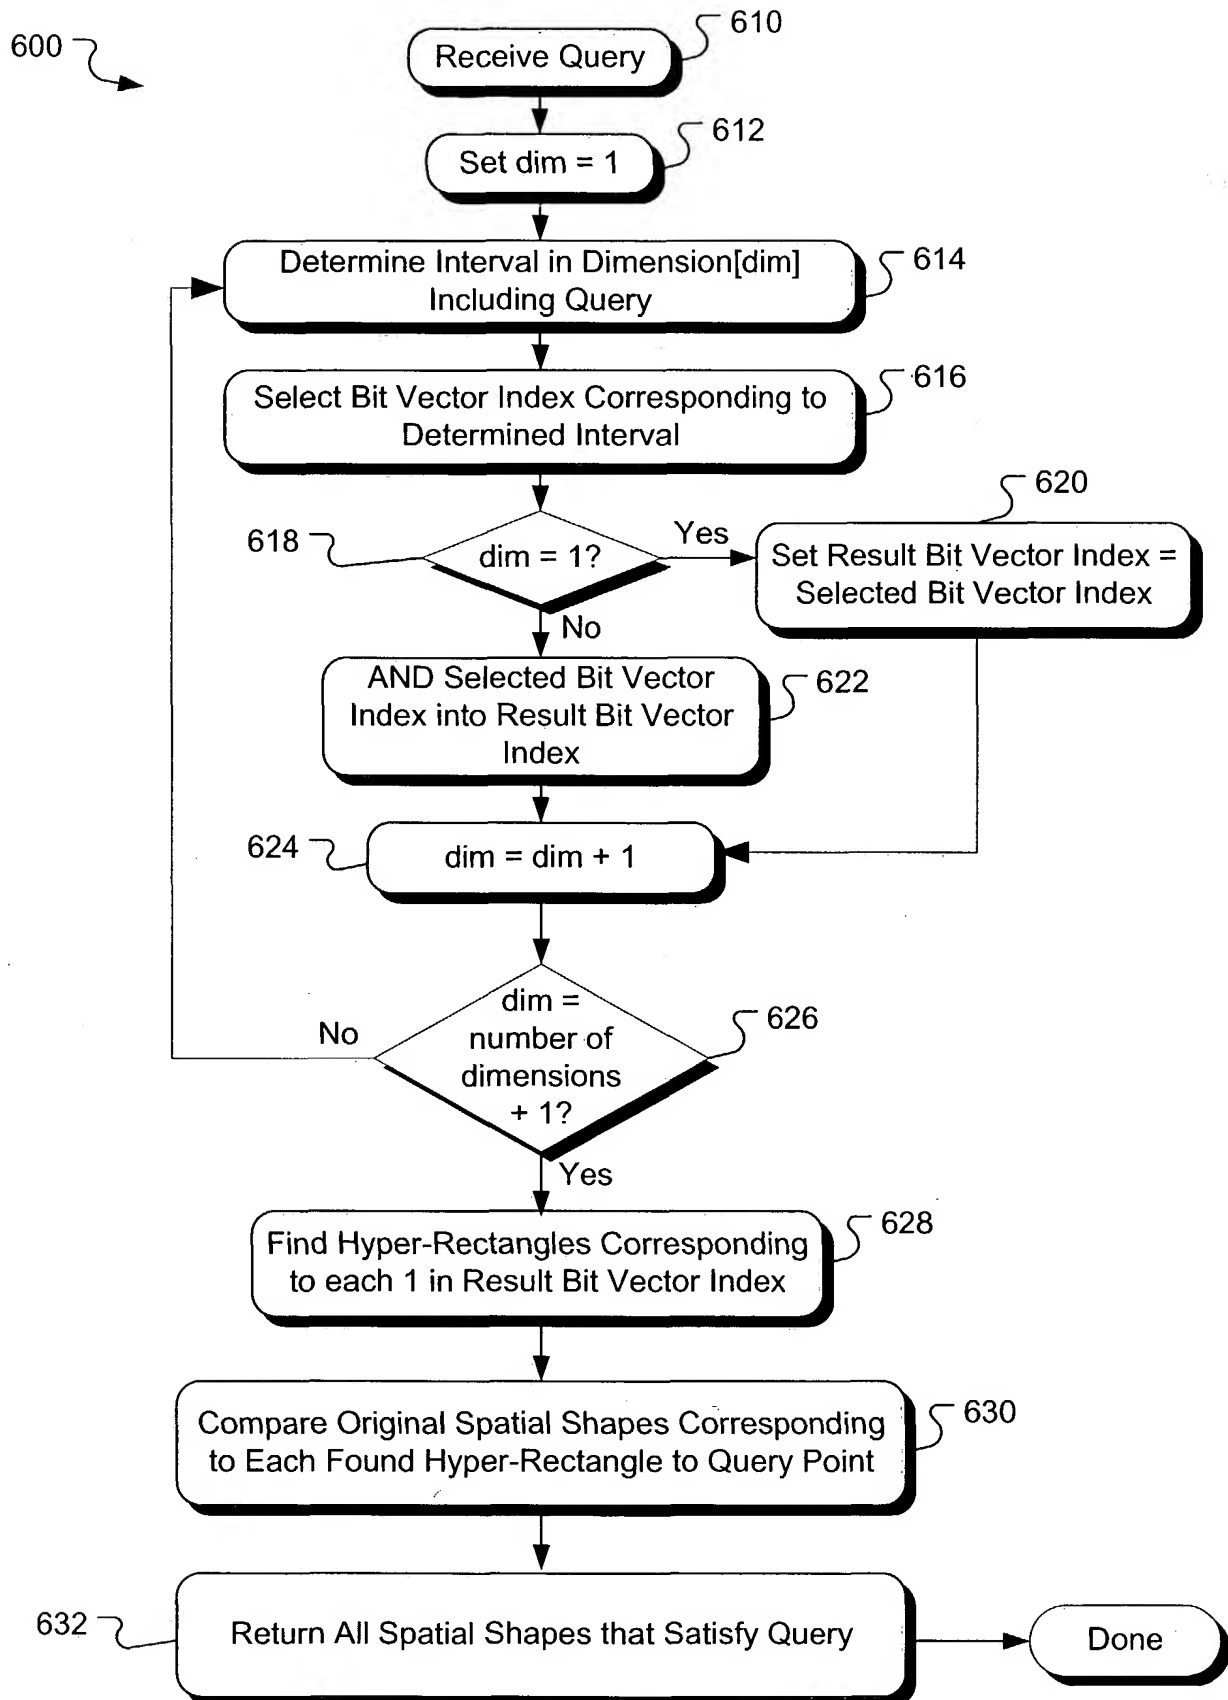 600
610
Receive Query
612
Set dim = 1
614
Determine Interval in Dimension[dim]
Including Query
616
Select Bit Vector Index Corresponding to
Determined Interval
620
618
dim = 1?
Yes
Set Result Bit Vector Index =
Selected Bit Vector Index
No
AND Selected Bit Vector
Index into Result Bit Vector
Index
622
624
dim = dim + 1
No
dim =
number of
dimensions
+ 1?
626
Yes
628
Find Hyper-Rectangles Corresponding
to each 1 in Result Bit Vector Index
630
Compare Original Spatial Shapes Corresponding
to Each Found Hyper-Rectangle to Query Point
632
Return All Spatial Shapes that Satisfy Query
Done